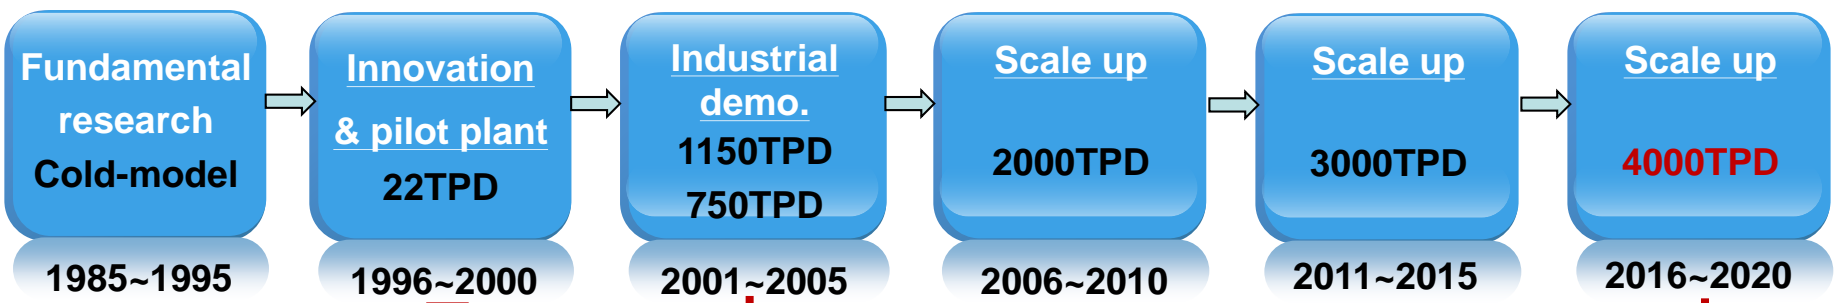 Fundamental
research
Cold-model
1985~1995
Innovation
& pilot plant
22TPD
1996~2000
Industrial
demo.
1150TPD
750TPD
2001~2005
Scale up
2000TPD
2006~2010
Scale up
3000TPD
2011~2015
Scale up
4000TPD
2016~2020